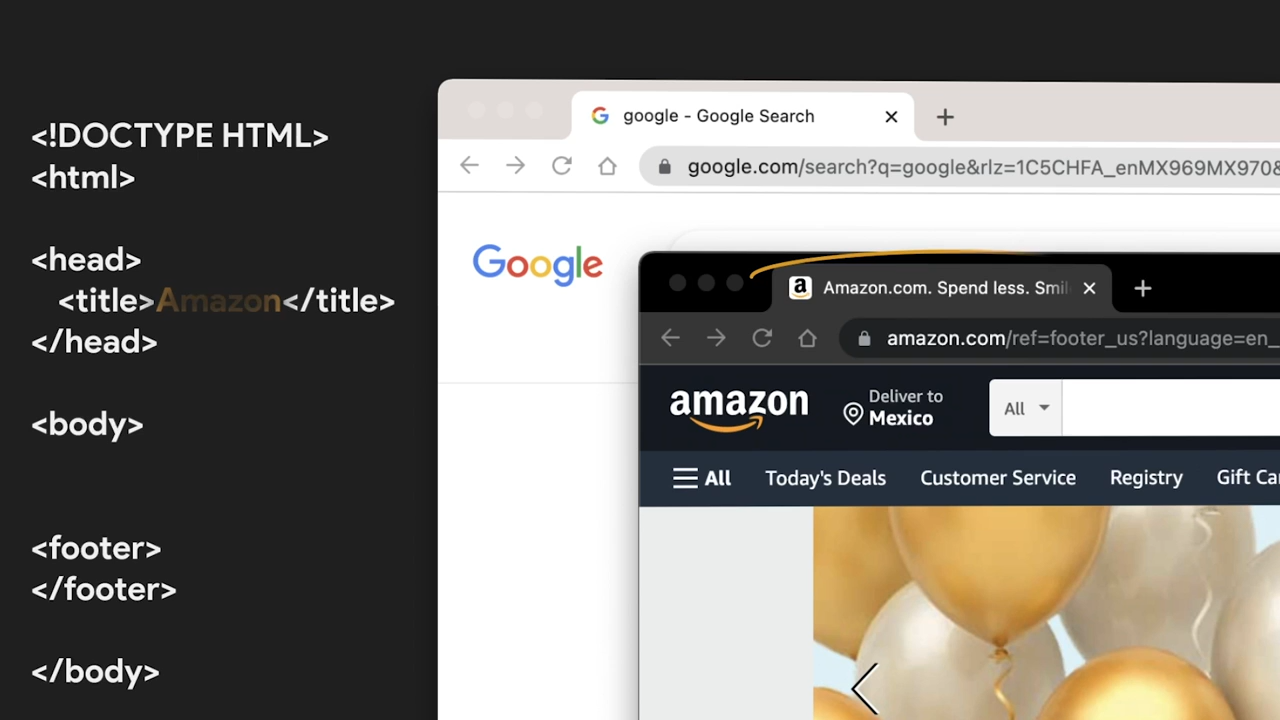 <!DOCTYPE HTML>
<html>
<head>
<title>Amazon</title>
</head>
<body>
<footer>
</footer>
</body>
google - Google Search
google.com/search?q=google&rlz=1C5CHFA_enMX969MX970&
Google
a
Amazon.com. Spend less. Smil
amazon.com/ref=footer_us?language=en_
amazon
Deliver to
Mexico
All
All Today's Deals Customer Service Registry Gift Ca